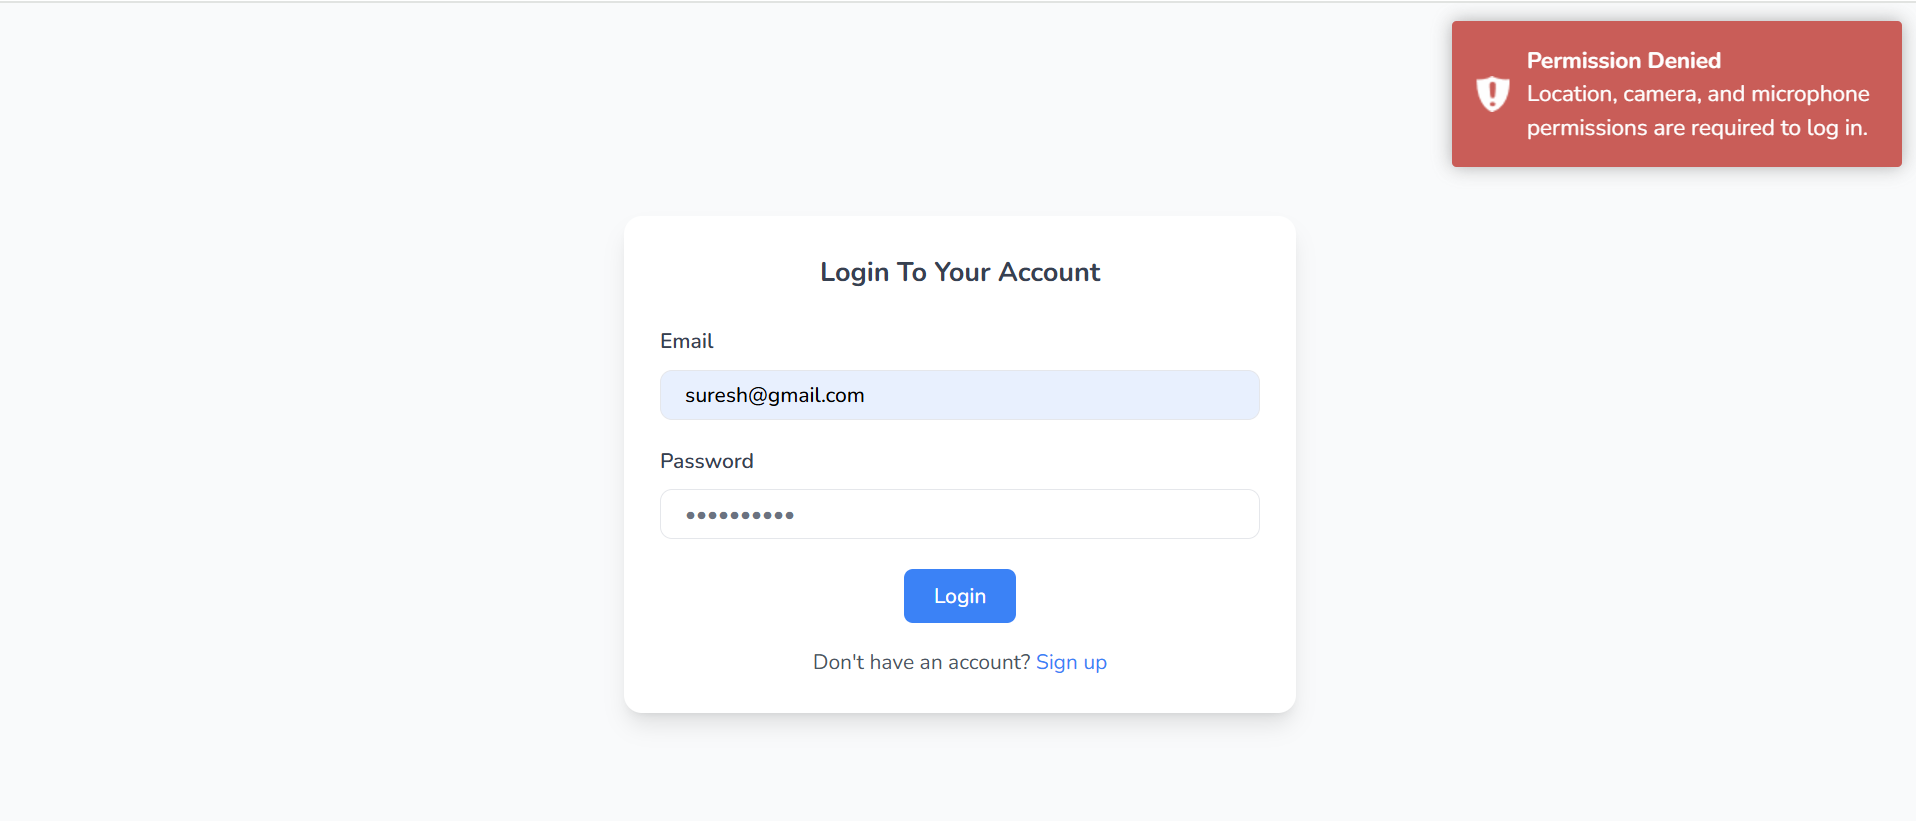 Permission Denied
Location, camera, and microphone
permissions are required to log in.
Login To Your Account
Email
suresh@gmail.com
Password
••••••••••
Login
Don't have an account? Sign up